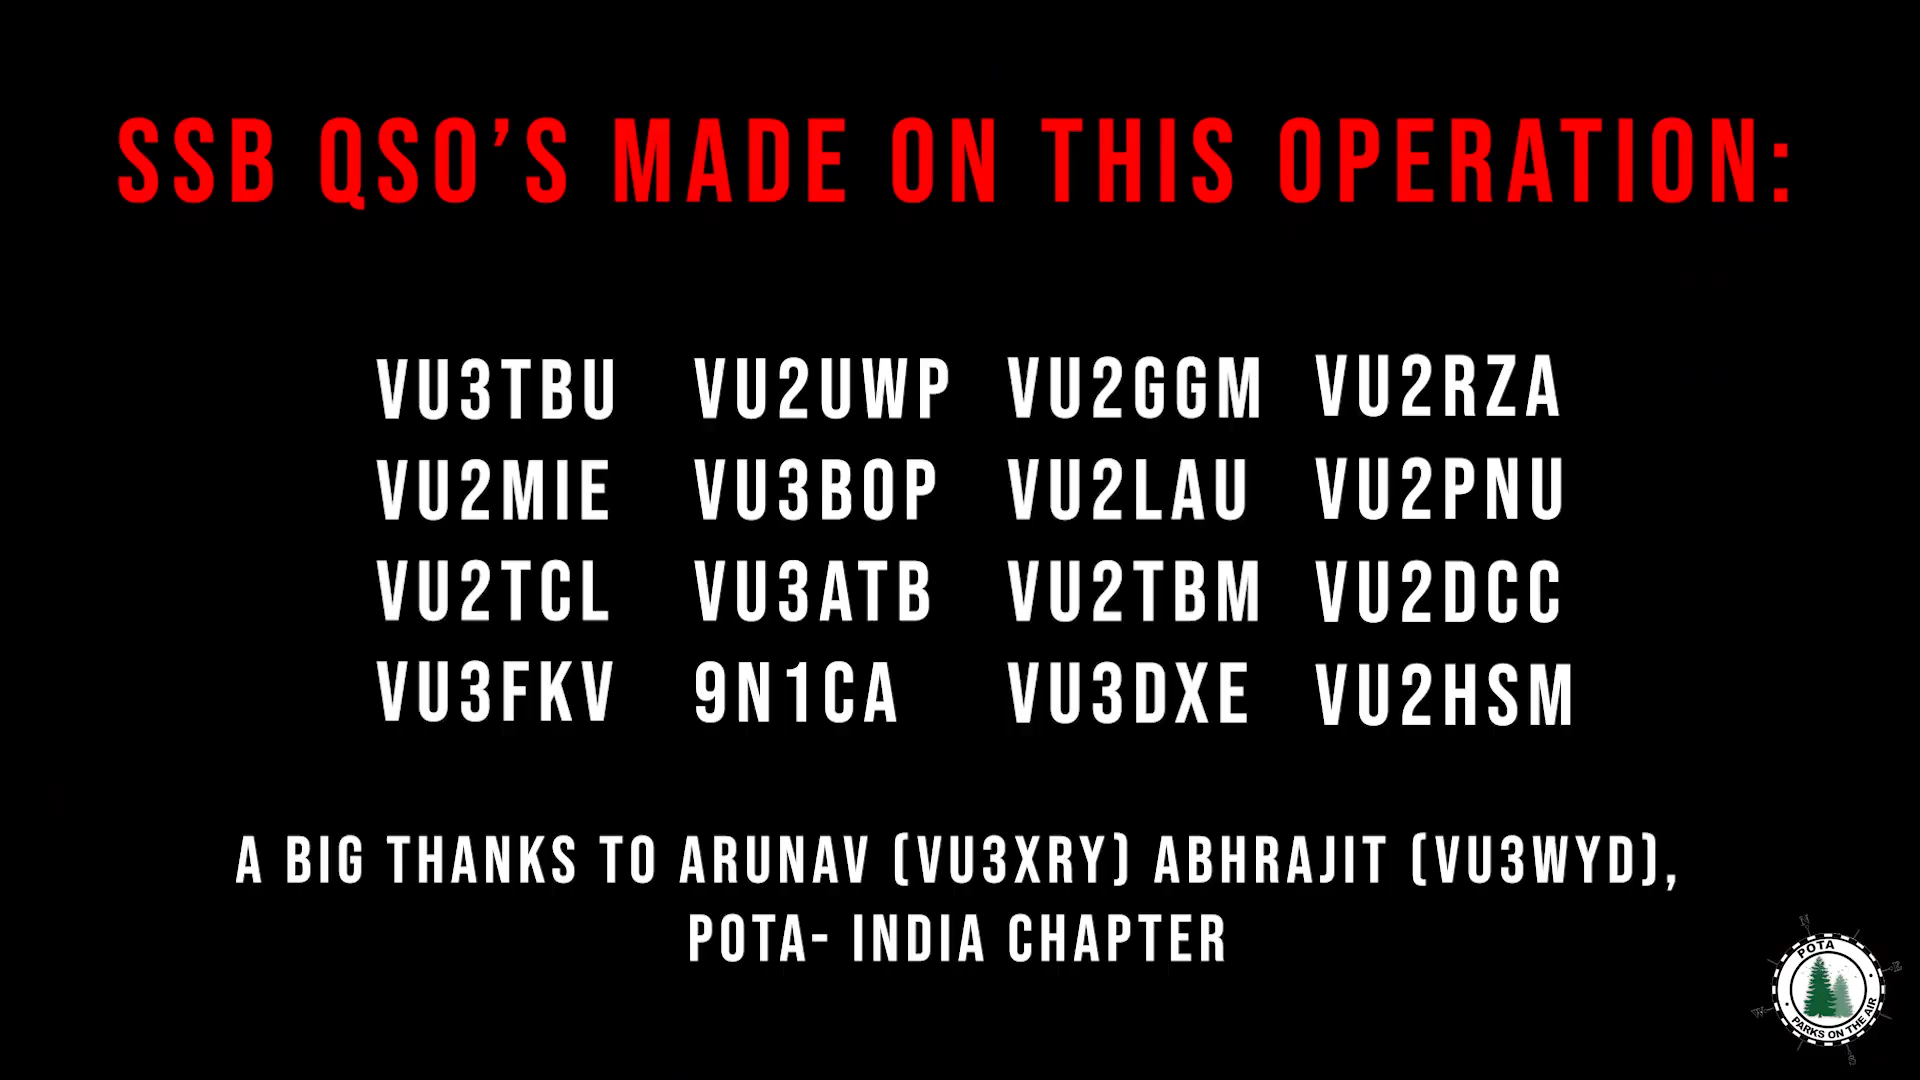 SSB QSO’S MADE ON THIS OPERATION:
VU3TBU VU2UWP VU2GGM VU2RZA
VU2MIE VU3BOP VU2LAU VU2PNU
VU2TCL VU3ATB VU2TBM VU2DCC
VU3FKV 9N1CA VU3DXE VU2HSM
A BIG THANKS TO ARUNAV (VU3XRY) ABHRAJIT (VU3WYD),
POTA- INDIA CHAPTER
POTA
PARKS ON THE AIR